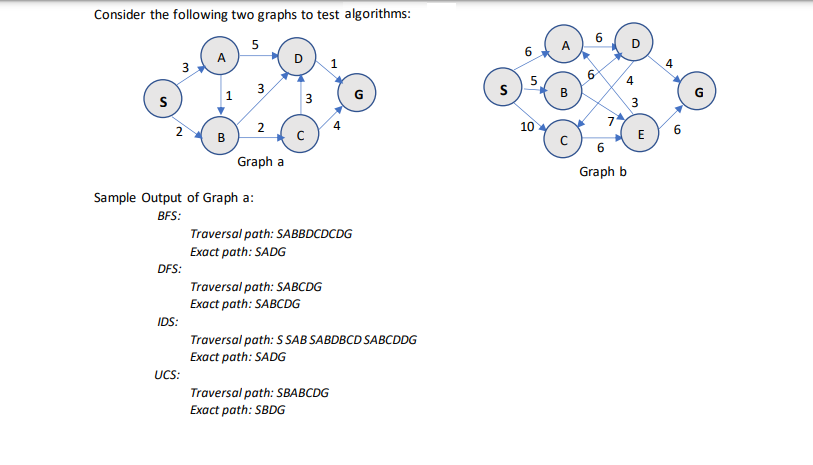 Consider the following two graphs to test algorithms:
A
5
D
3
1
S
1
3
3
G
2
B
2
C
4
Graph a
A
6
D
6
4
S
5
B
6
4
G
3
10
C
7
E
6
6
Graph b
Sample Output of Graph a:
BFS:
Traversal path: SABBDCDCDG
Exact path: SADG
DFS:
Traversal path: SABCDG
Exact path: SABCDG
IDS:
Traversal path: S SAB SABDBCD SABCDDG
Exact path: SADG
UCS:
Traversal path: SBABCDG
Exact path: SBDG